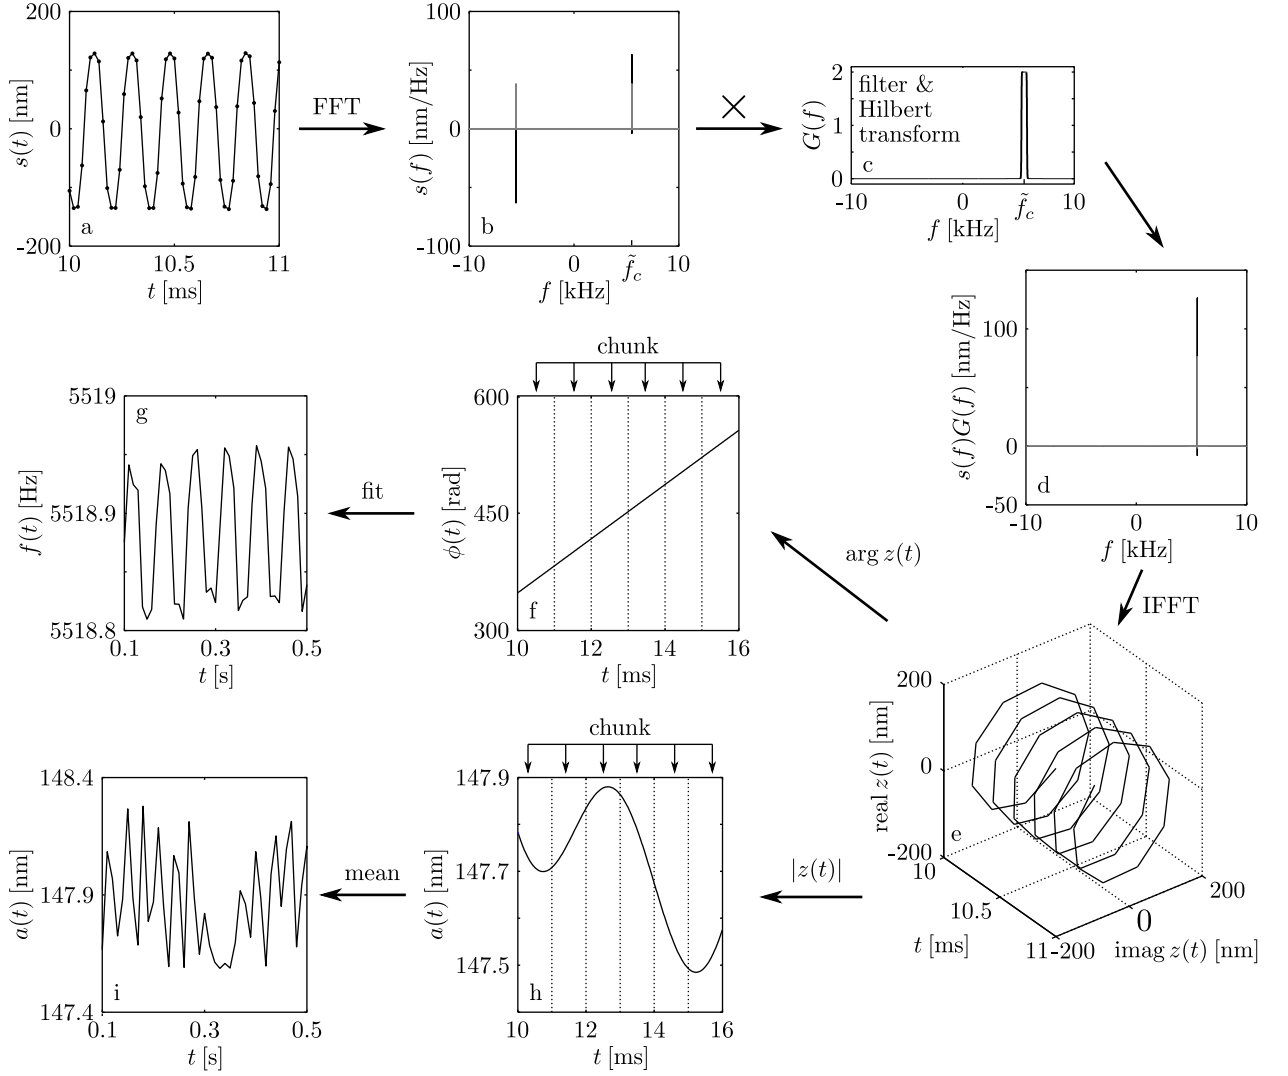 200
0
-200
s(t) [nm]
a
10
10.5
11
t [ms]
FFT
100
0
-100
s(f) [nm/Hz]
b
-10
0
f̃c
10
f [kHz]
×
2
1
0
G(f)
filter &
Hilbert
transform
c
-10
0
f̃c
10
f [kHz]
100
0
-50
s(f)G(f) [nm/Hz]
d
-10
0
10
f [kHz]
IFFT
200
0
-200
real z(t) [nm]
e
10
10.5
11
t [ms]
-200
0
200
imag z(t) [nm]
arg z(t)
chunk
600
450
300
ϕ(t) [rad]
f
10
12
14
16
t [ms]
fit
5519
5518.9
5518.8
f(t) [Hz]
g
0.1
0.3
0.5
t [s]
|z(t)|
chunk
147.9
147.7
147.5
a(t) [nm]
h
10
12
14
16
t [ms]
mean
148.4
147.9
147.4
a(t) [nm]
i
0.1
0.3
0.5
t [s]